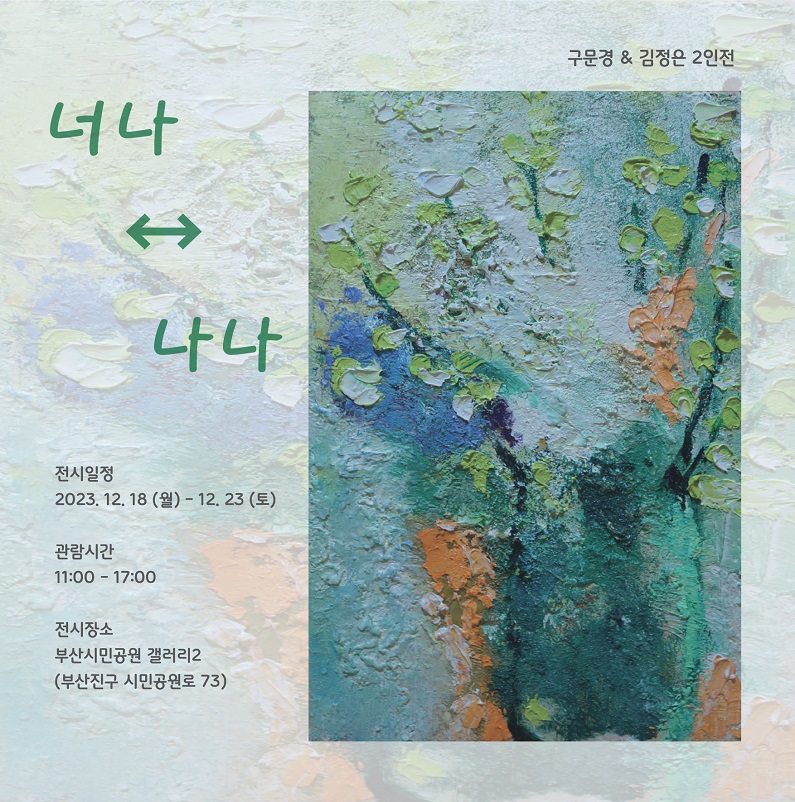 구문경 & 김정은 2인전
너나
↔
나나
전시일정
2023. 12. 18 (월) - 12. 23 (토)
관람시간
11:00 - 17:00
전시장소
부산시민공원 갤러리2
(부산진구 시민공원로 73)